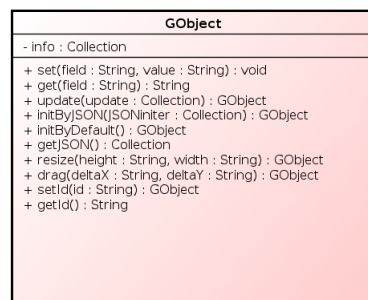 GObject
- info : Collection
+ set(field : String, value : String) : void
+ get(field : String) : String
+ update(update : Collection) : GObject
+ initByJSON(JSONiniter : Collection) : GObject
+ initByDefault() : GObject
+ getJSON() : Collection
+ resize(height : String, width : String) : GObject
+ drag(deltaX : String, deltaY : String) : GObject
+ setId(id : String) : GObject
+ getId() : String